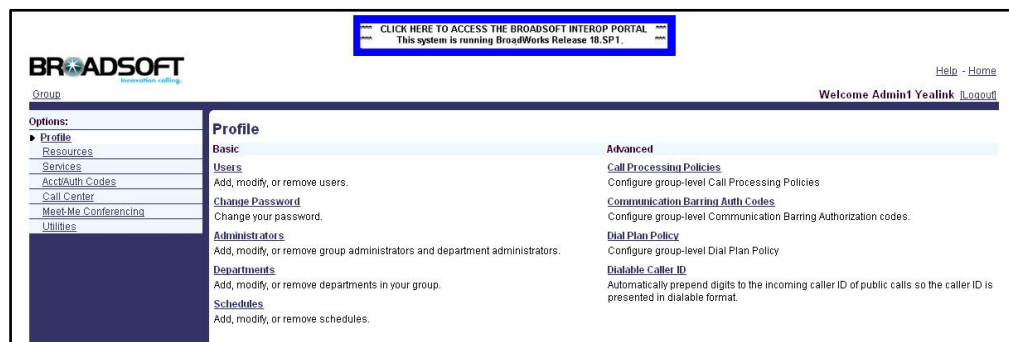 CLICK HERE TO ACCESS THE BROADSOFT INTEROP PORTAL
This system is running BroadWorks Release 18.SP1.
BROADSOFT
Innovation calling.
Help - Home
Group
Welcome Admin1 Yealink [Logout]
Options:
Profile
Resources
Services
Acct/Auth Codes
Call Center
Meet-Me Conferencing
Utilities
Profile
Basic
Users
Add, modify, or remove users.
Change Password
Change your password.
Administrators
Add, modify, or remove group administrators and department administrators.
Departments
Add, modify, or remove departments in your group.
Schedules
Add, modify, or remove schedules.
Advanced
Call Processing Policies
Configure group-level Call Processing Policies
Communication Barring Auth Codes
Configure group-level Communication Barring Authorization codes.
Dial Plan Policy
Configure group-level Dial Plan Policy
Dialable Caller ID
Automatically prepend digits to the incoming caller ID of public calls so the caller ID is
presented in dialable format.